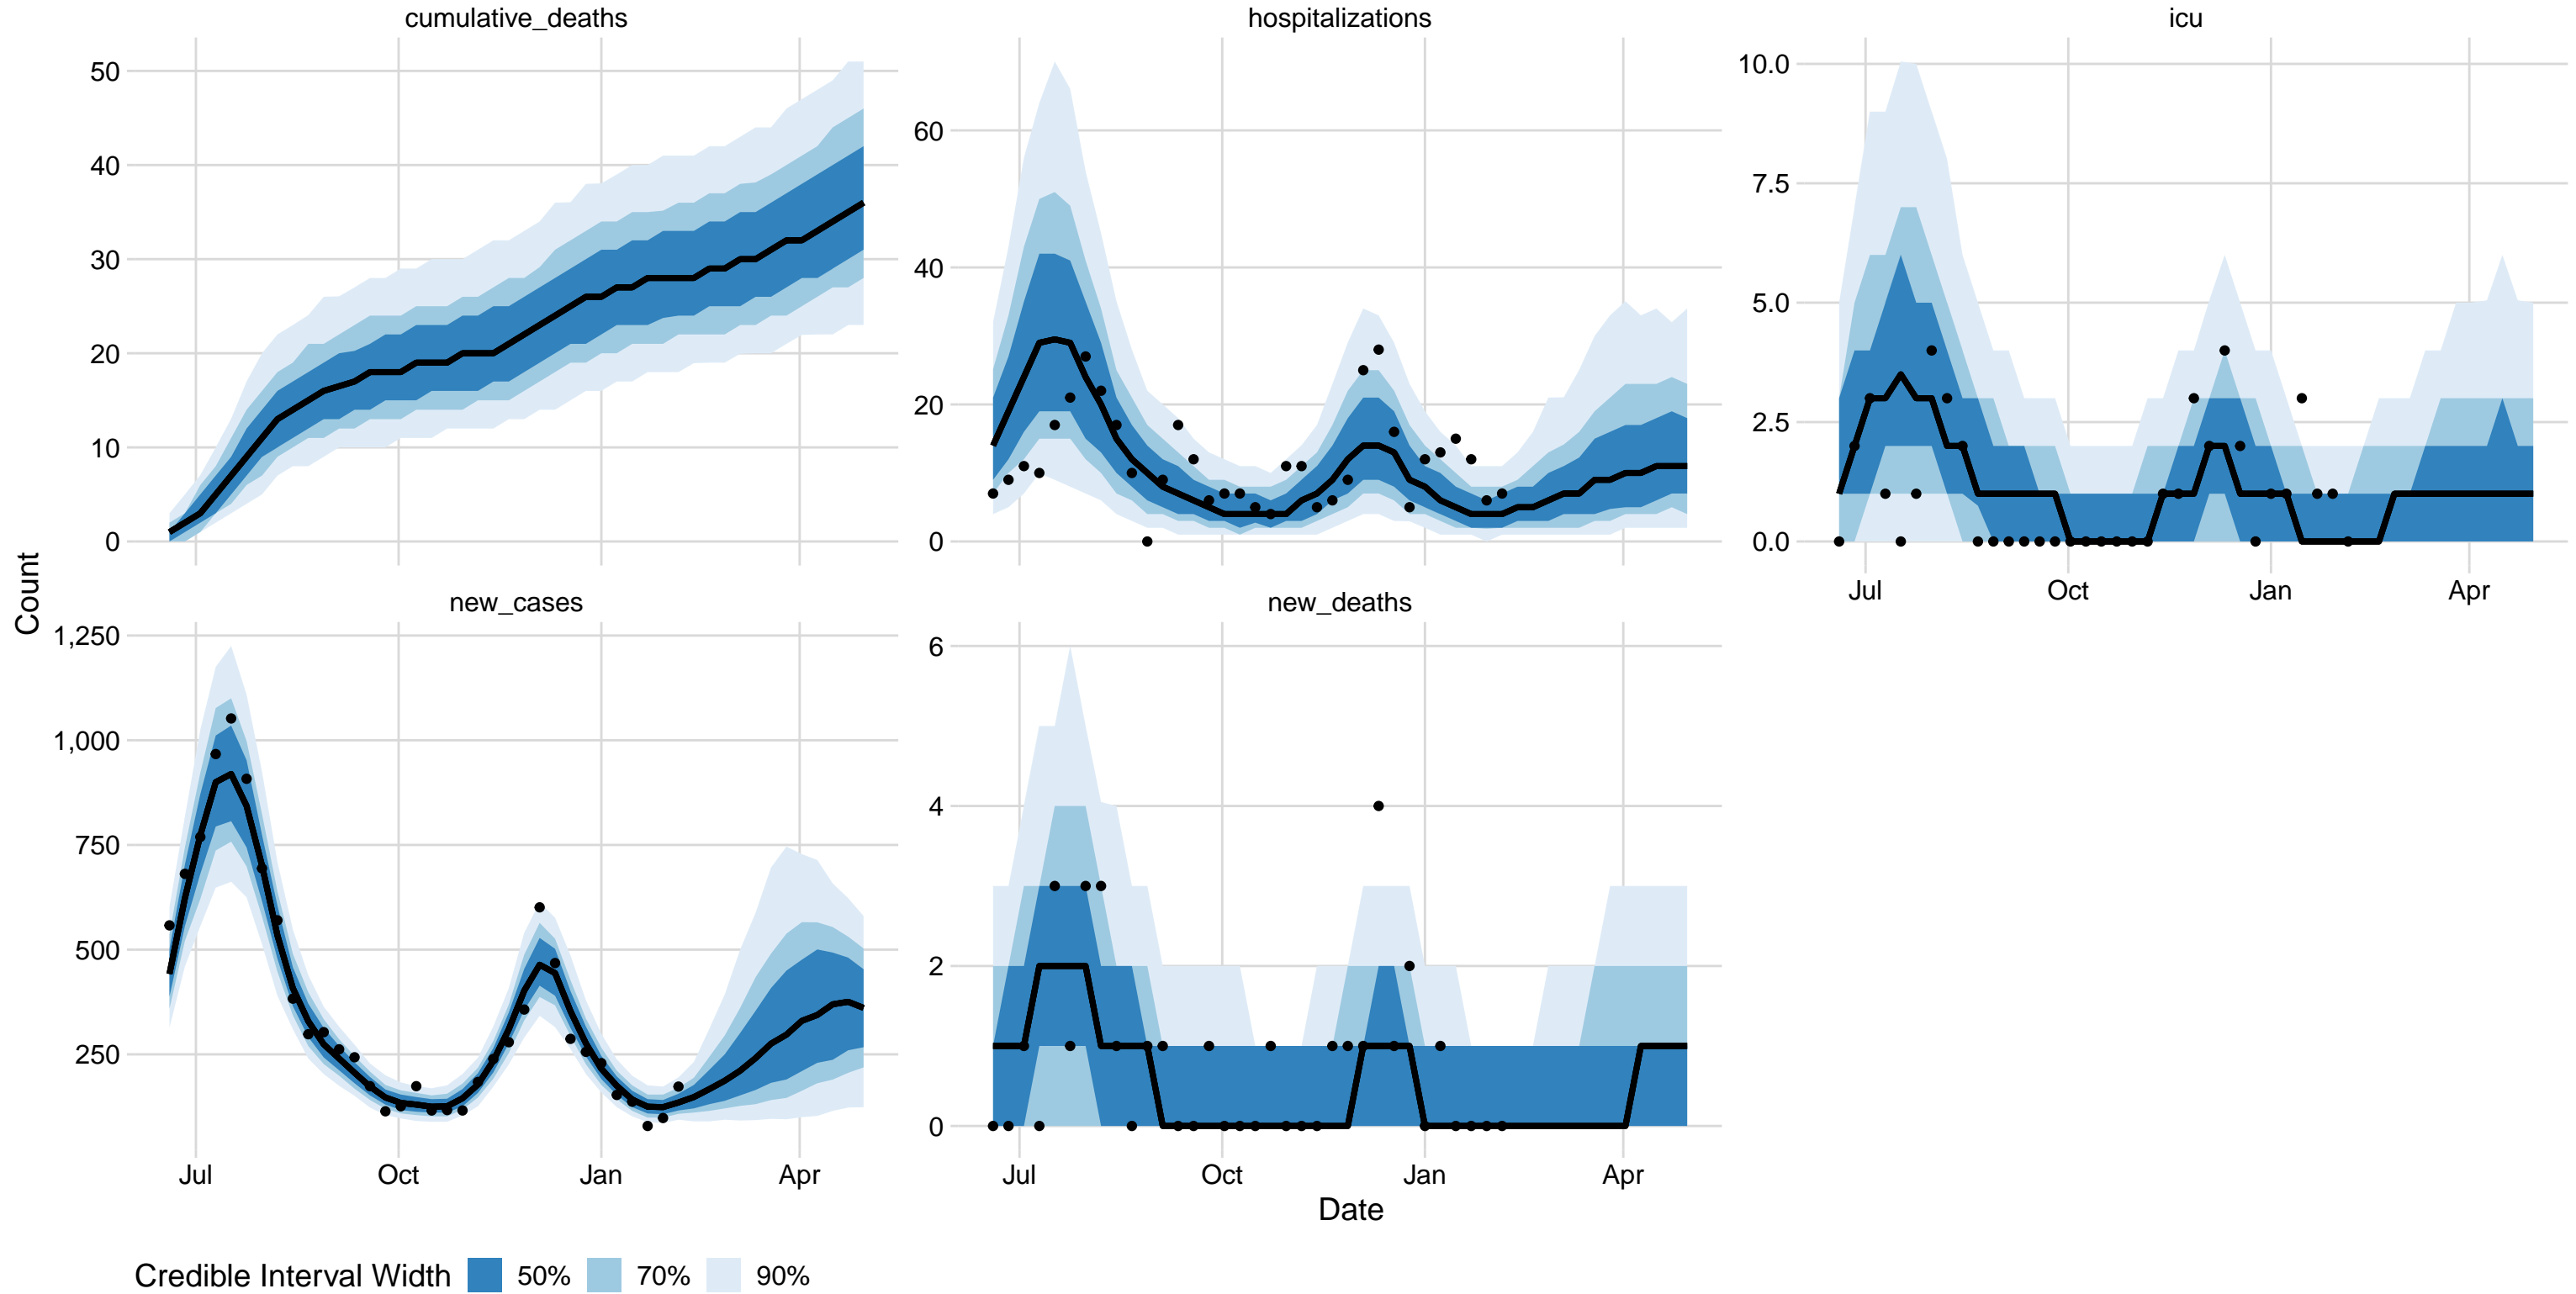 cumulative_deaths
hospitalizations
icu
50
40
30
20
10
0
60
40
20
0
10.0
7.5
5.0
2.5
0.0
Jul Oct Jan Apr
Count
new_cases
new_deaths
1,250
1,000
750
500
250
6
4
2
0
Jul Oct Jan Apr
Jul Oct Jan Apr
Date
Credible Interval Width 50% 70% 90%